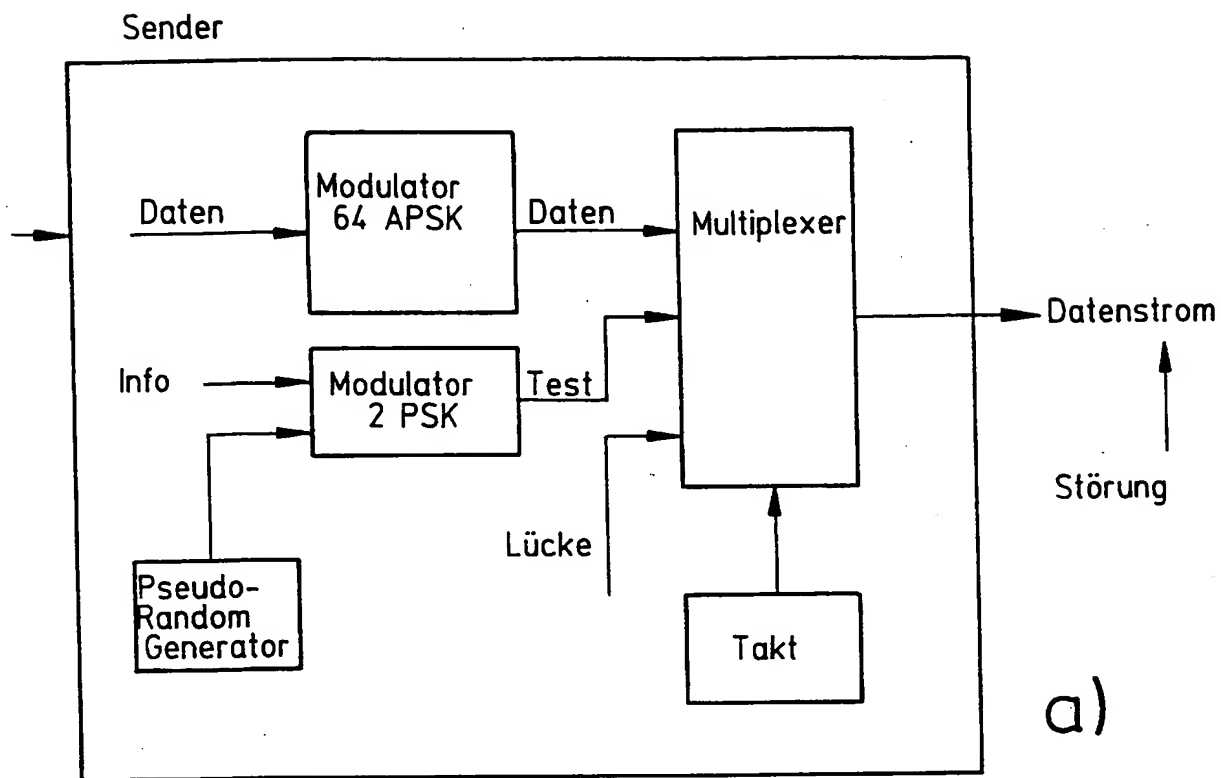 Sender
Daten
Modulator
64 APSK
Daten
Multiplexer
Datenstrom
Info
Modulator
2 PSK
Test
Störung
Lücke
Pseudo-
Random
Generator
Takt
a)